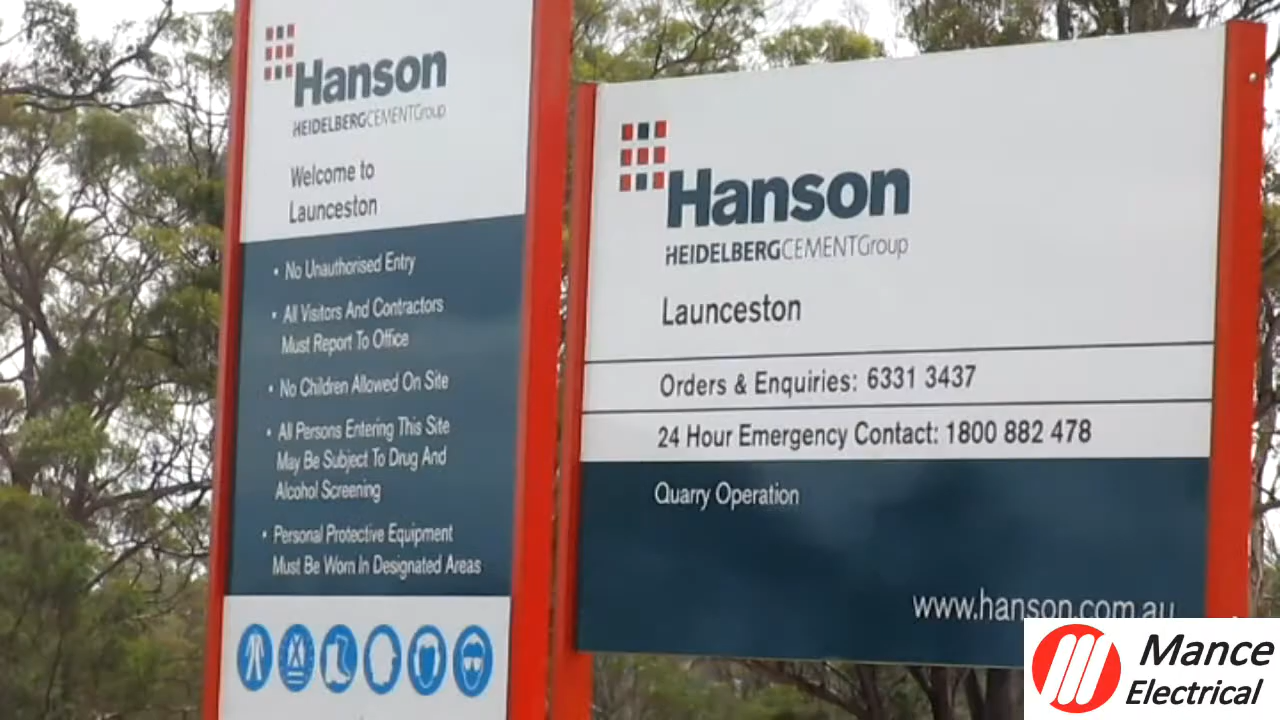 Hanson
HEIDELBERGCEMENTGroup
Welcome to
Launceston
• No Unauthorised Entry
• All Visitors And Contractors
Must Report To Office
• No Children Allowed On Site
• All Persons Entering This Site
May Be Subject To Drug And
Alcohol Screening
• Personal Protective Equipment
Must Be Worn In Designated Areas
Hanson
HEIDELBERGCEMENTGroup
Launceston
Orders & Enquiries: 6331 3437
24 Hour Emergency Contact: 1800 882 478
Quarry Operation
www.hanson.com.au
Mance
Electrical